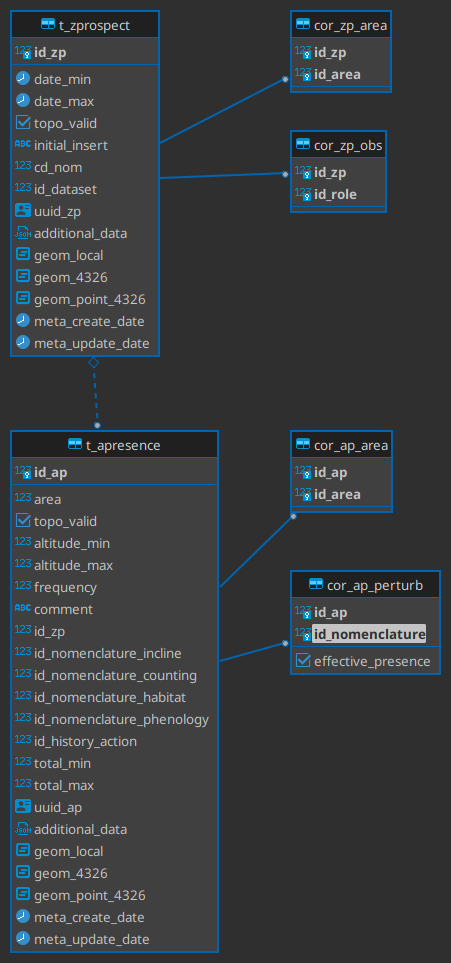 t_zprospect
123 id_zp
date_min
date_max
topo_valid
ABC initial_insert
123 cd_nom
123 id_dataset
uuid_zp
JSON additional_data
geom_local
geom_4326
geom_point_4326
meta_create_date
meta_update_date
cor_zp_area
123 id_zp
123 id_area
cor_zp_obs
123 id_zp
123 id_role
t_apresence
123 id_ap
123 area
topo_valid
123 altitude_min
123 altitude_max
123 frequency
ABC comment
123 id_zp
123 id_nomenclature_incline
123 id_nomenclature_counting
123 id_nomenclature_habitat
123 id_nomenclature_phenology
123 id_history_action
123 total_min
123 total_max
uuid_ap
JSON additional_data
geom_local
geom_4326
geom_point_4326
meta_create_date
meta_update_date
cor_ap_area
123 id_ap
123 id_area
cor_ap_perturb
123 id_ap
123 id_nomenclature
effective_presence